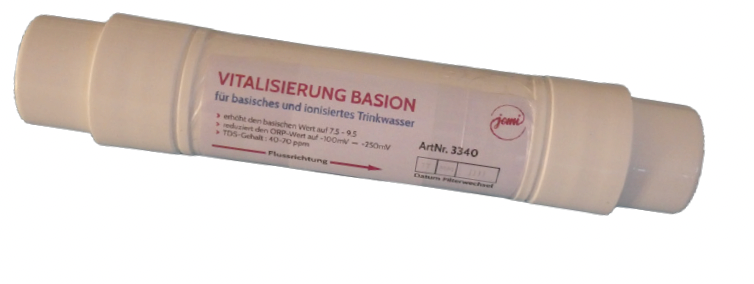 VITALISIERUNG BASION
für basisches und ionisiertes Trinkwasser
> erhöht den basischen Wert auf 7,5 - 9,5
> reduziert den ORP-Wert auf -100mV — -250mV
> TDS-Gehalt: 40-70 ppm
Flussrichtung
jemi
ArtNr. 3340
Datum Filterwechsel